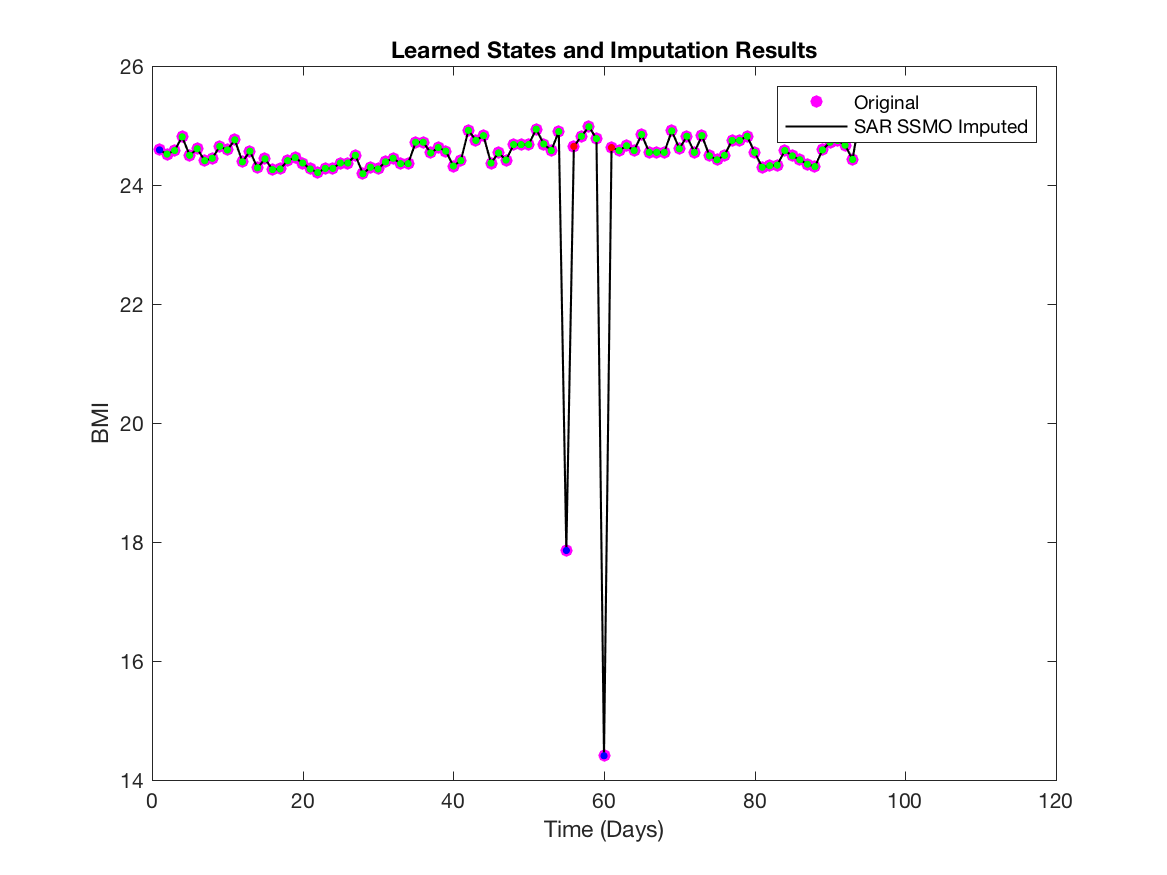 Learned States and Imputation Results
26
24
22
20
18
16
14
BMI
Original
SAR SSMO Imputed
0 20 40 60 80 100 120
Time (Days)